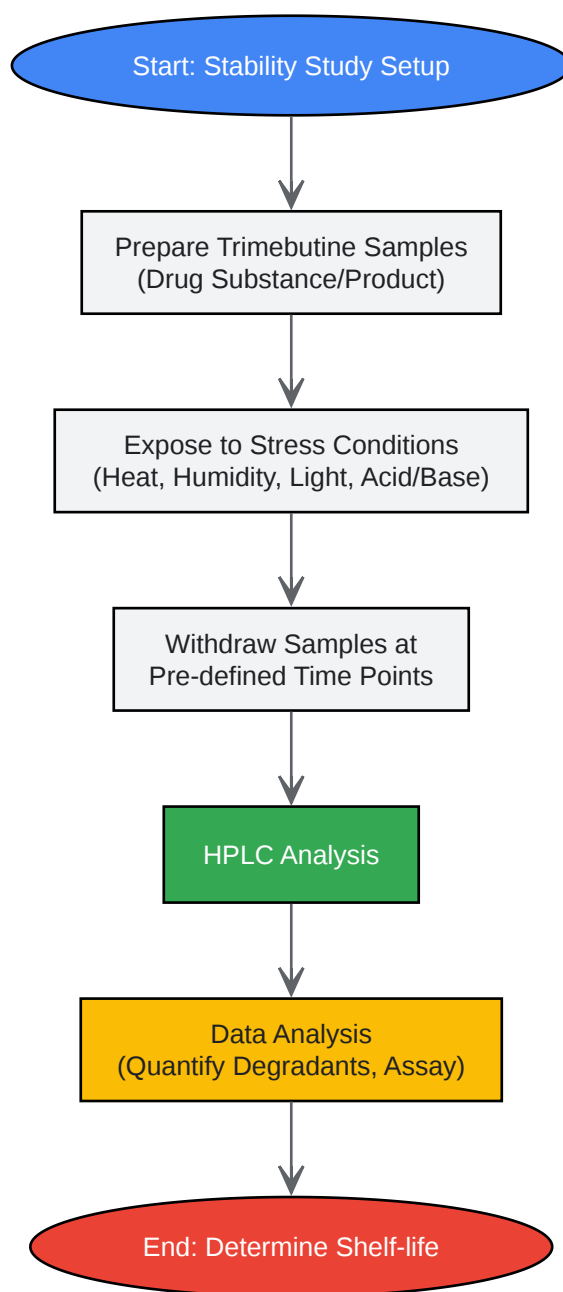 Start: Stability Study Setup
Prepare Trimebutine Samples
(Drug Substance/Product)
Expose to Stress Conditions
(Heat, Humidity, Light, Acid/Base)
Withdraw Samples at
Pre-defined Time Points
HPLC Analysis
Data Analysis
(Quantify Degradants, Assay)
End: Determine Shelf-life